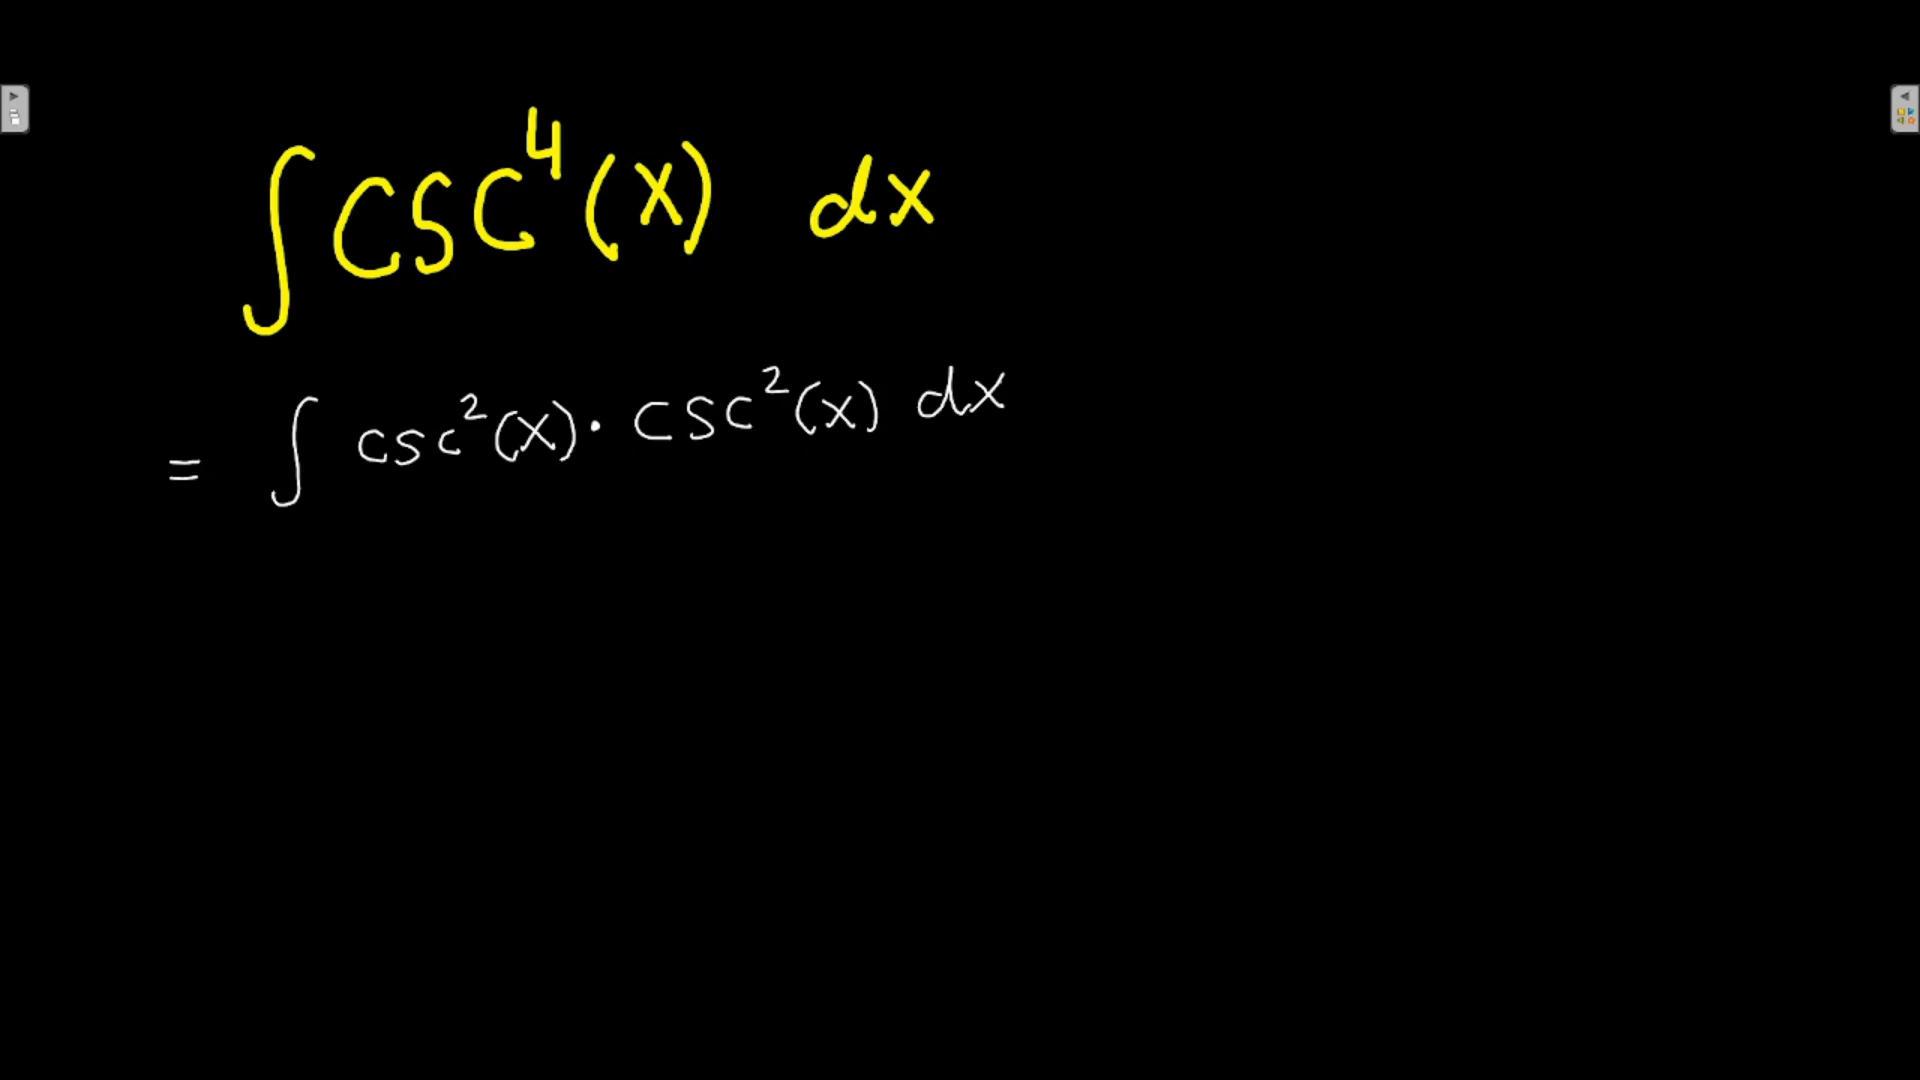 ∫ csc⁴(x) dx
= ∫ csc²(x) · csc²(x) dx